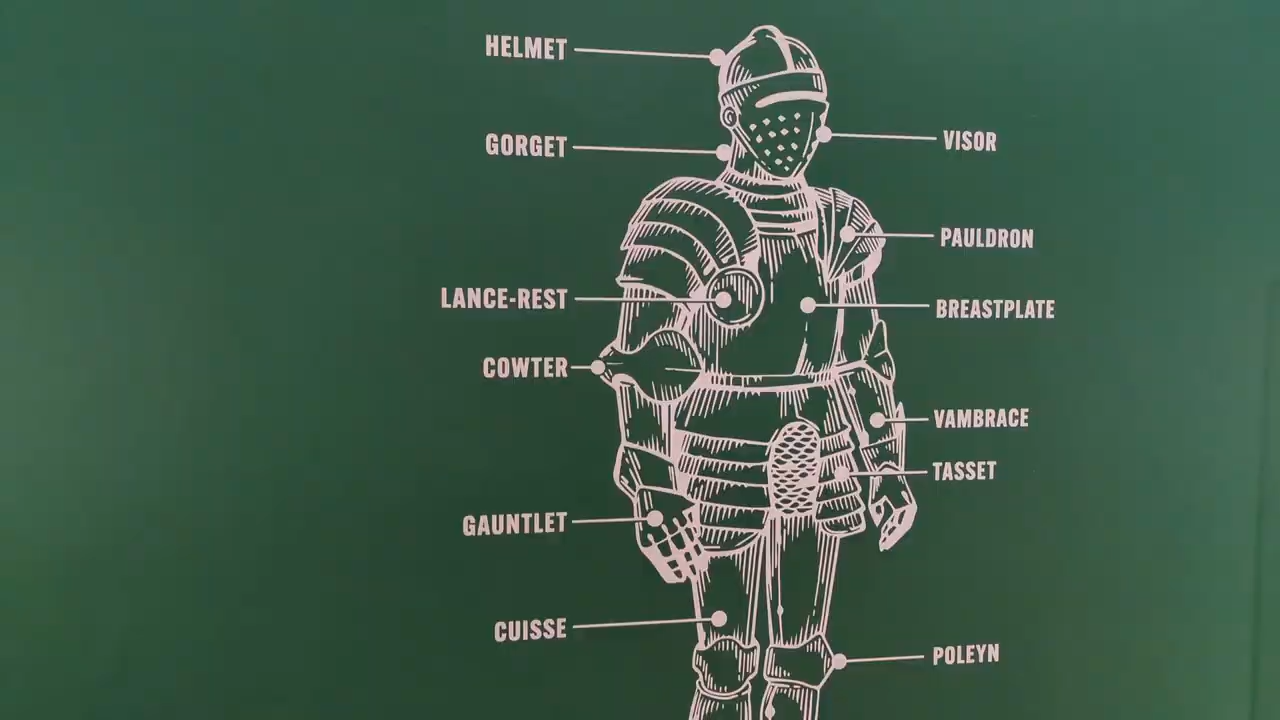 HELMET
GORGET
VISOR
PAULDRON
LANCE-REST
BREASTPLATE
COWTER
VAMBRACE
TASSET
GAUNTLET
CUISSE
POLEYN